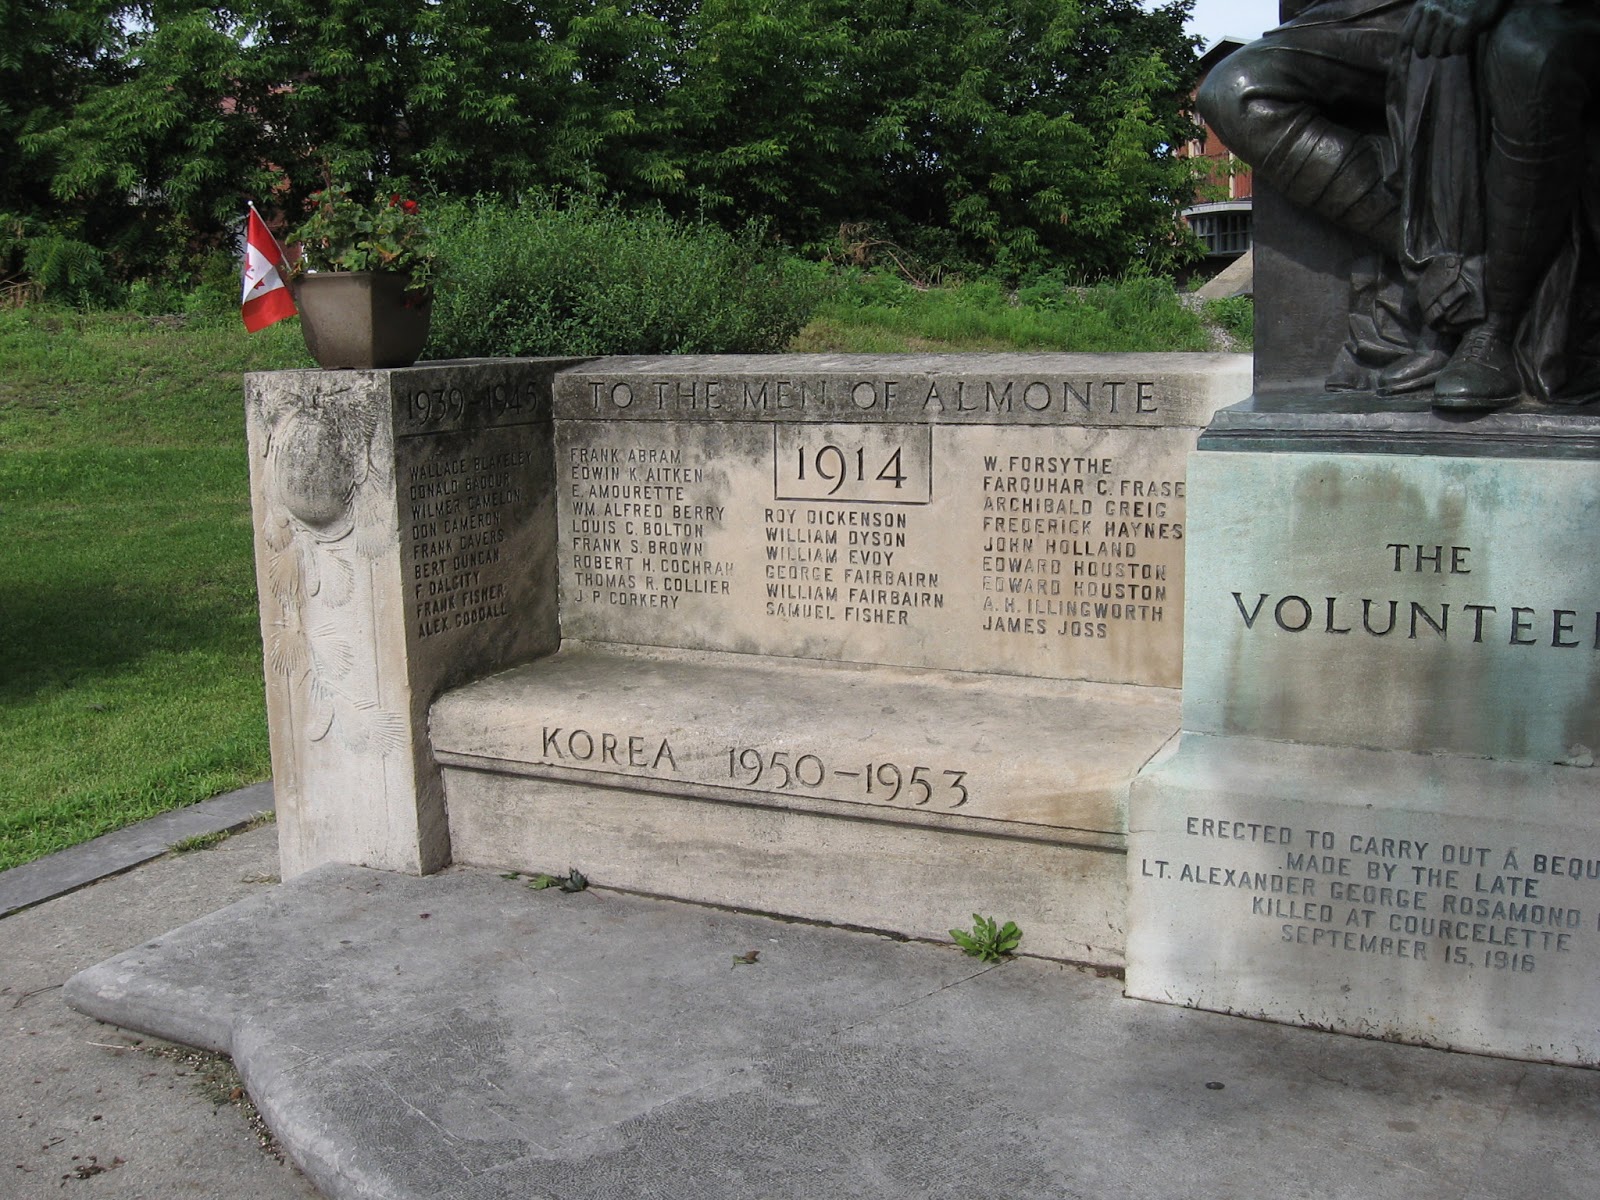 1939-1945
WALLACE BLAKELEY
DONALD BADOUR
WILMER CAMELON
DON CAMERON
FRANK CAVERS
BERT DUNCAN
F. DALGITY
FRANK FISHER
ALEX. GOODALL
TO THE MEN OF ALMONTE
FRANK ABRAM
EDWIN K. AITKEN
E. AMOURETTE
WM. ALFRED BERRY
LOUIS C. BOLTON
FRANK S. BROWN
ROBERT H. COCHRAN
THOMAS R. COLLIER
J. P. CORKERY
1914
ROY DICKENSON
WILLIAM DYSON
WILLIAM EVOY
GEORGE FAIRBAIRN
WILLIAM FAIRBAIRN
SAMUEL FISHER
W. FORSYTHE
FARQUHAR C. FRASE
ARCHIBALD GREIG
FREDERICK HAYNES
JOHN HOLLAND
EDWARD HOUSTON
EDWARD HOUSTON
A. H. ILLINGWORTH
JAMES JOSS
KOREA 1950-1953
THE
VOLUNTEE
ERECTED TO CARRY OUT A BEQU
MADE BY THE LATE
LT. ALEXANDER GEORGE ROSAMOND
KILLED AT COURCELETTE
SEPTEMBER 15, 1916